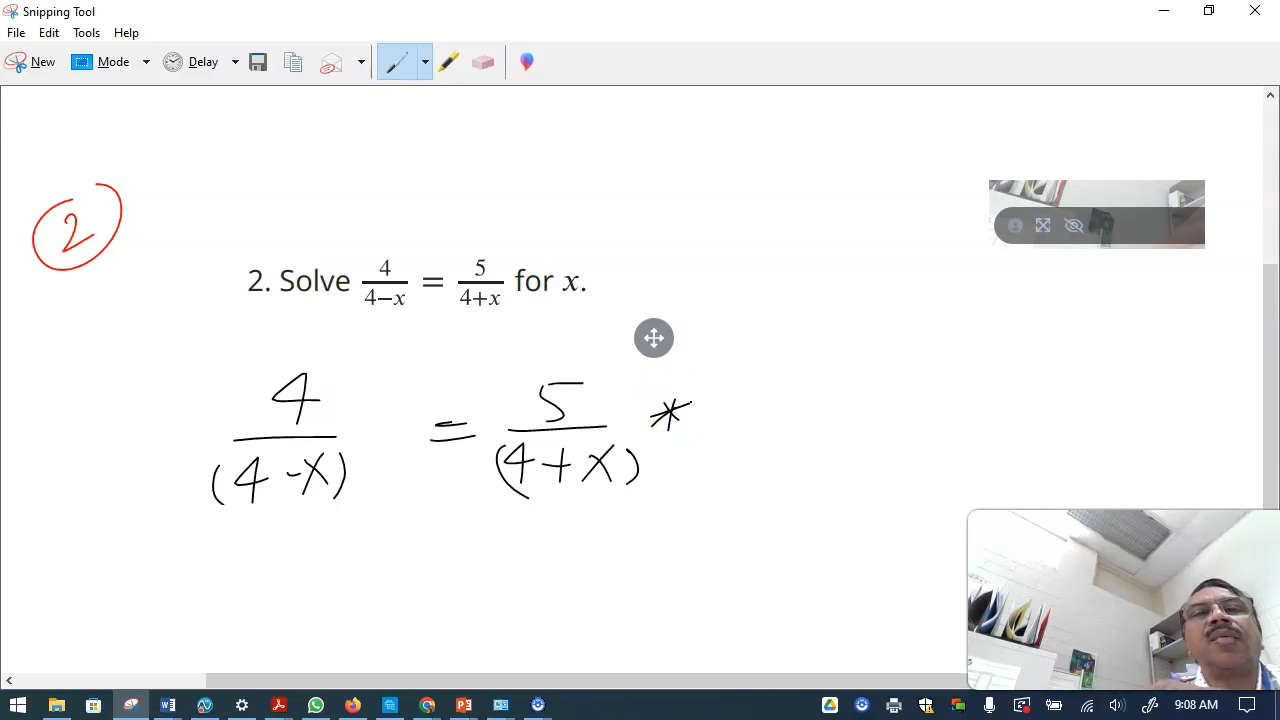 Snipping Tool
File Edit Tools Help
New Mode Delay
2
2. Solve 4/(4−x) = 5/(4+x) for x.
4/(4-x) = 5/(4+x) *
9:08 AM